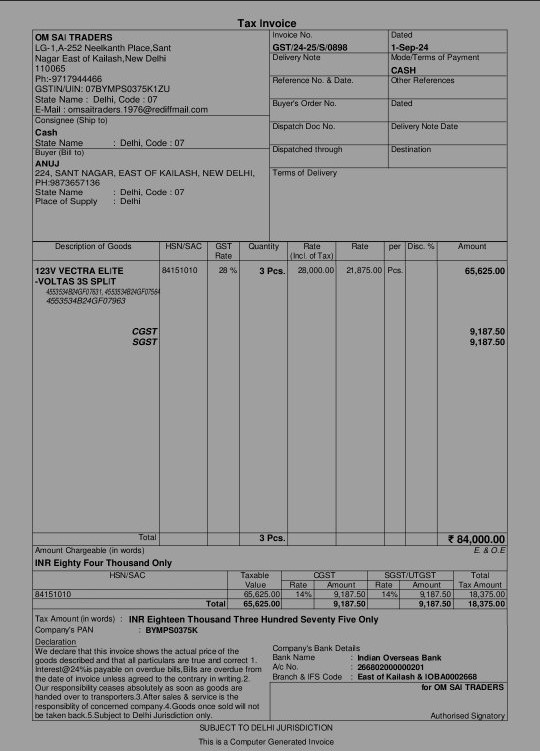 Tax Invoice
OM SAI TRADERS
LG-1,A-252 Neelkanth Place,Sant
Nagar East of Kailash,New Delhi
110065
Ph:-9717944466
GSTIN/UIN: 07BYMPS0375K1ZU
State Name : Delhi, Code : 07
E-Mail : omsaitraders.1976@rediffmail.com
Invoice No. Dated
GST/24-25/S/0898 1-Sep-24
Delivery Note Mode/Terms of Payment
CASH
Reference No. & Date. Other References
Buyer's Order No. Dated
Dispatch Doc No. Delivery Note Date
Dispatched through Destination
Terms of Delivery
Consignee (Ship to)
Cash
State Name : Delhi, Code : 07
Buyer (Bill to)
ANUJ
224, SANT NAGAR, EAST OF KAILASH, NEW DELHI,
PH:9873657136
State Name : Delhi, Code : 07
Place of Supply : Delhi
Description of Goods HSN/SAC GST Quantity Rate Rate per Disc. % Amount
Rate (Incl. of Tax)
123V VECTRA ELITE 84151010 28 % 3 Pcs. 28,000.00 21,875.00 Pcs. 65,625.00
-VOLTAS 3S SPLIT
4553534B24GF07631, 4553534B24GF07584
4553534B24GF07963
CGST 9,187.50
SGST 9,187.50
Total 3 Pcs. ₹ 84,000.00
Amount Chargeable (in words) E. & O.E
INR Eighty Four Thousand Only
HSN/SAC Taxable CGST SGST/UTGST Total
Value Rate Amount Rate Amount Tax Amount
84151010 65,625.00 14% 9,187.50 14% 9,187.50 18,375.00
Total 65,625.00 9,187.50 9,187.50 18,375.00
Tax Amount (in words) : INR Eighteen Thousand Three Hundred Seventy Five Only
Company's PAN : BYMPS0375K
Declaration
We declare that this invoice shows the actual price of the
goods described and that all particulars are true and correct 1.
Interest@24%is payable on overdue bills,Bills are overdue from
the date of invoice unless agreed to the contrary in writing.2.
Our responsibility ceases absolutely as soon as goods are
handed over to transporters.3.After sales & service is the
responsiblity of concerned company.4.Goods once sold will not
be taken back.5.Subject to Delhi Jurisdiction only.
Company's Bank Details
Bank Name : Indian Overseas Bank
A/c No. : 266802000000201
Branch & IFS Code : East of Kailash & IOBA0002668
for OM SAI TRADERS
Authorised Signatory
SUBJECT TO DELHI JURISDICTION
This is a Computer Generated Invoice